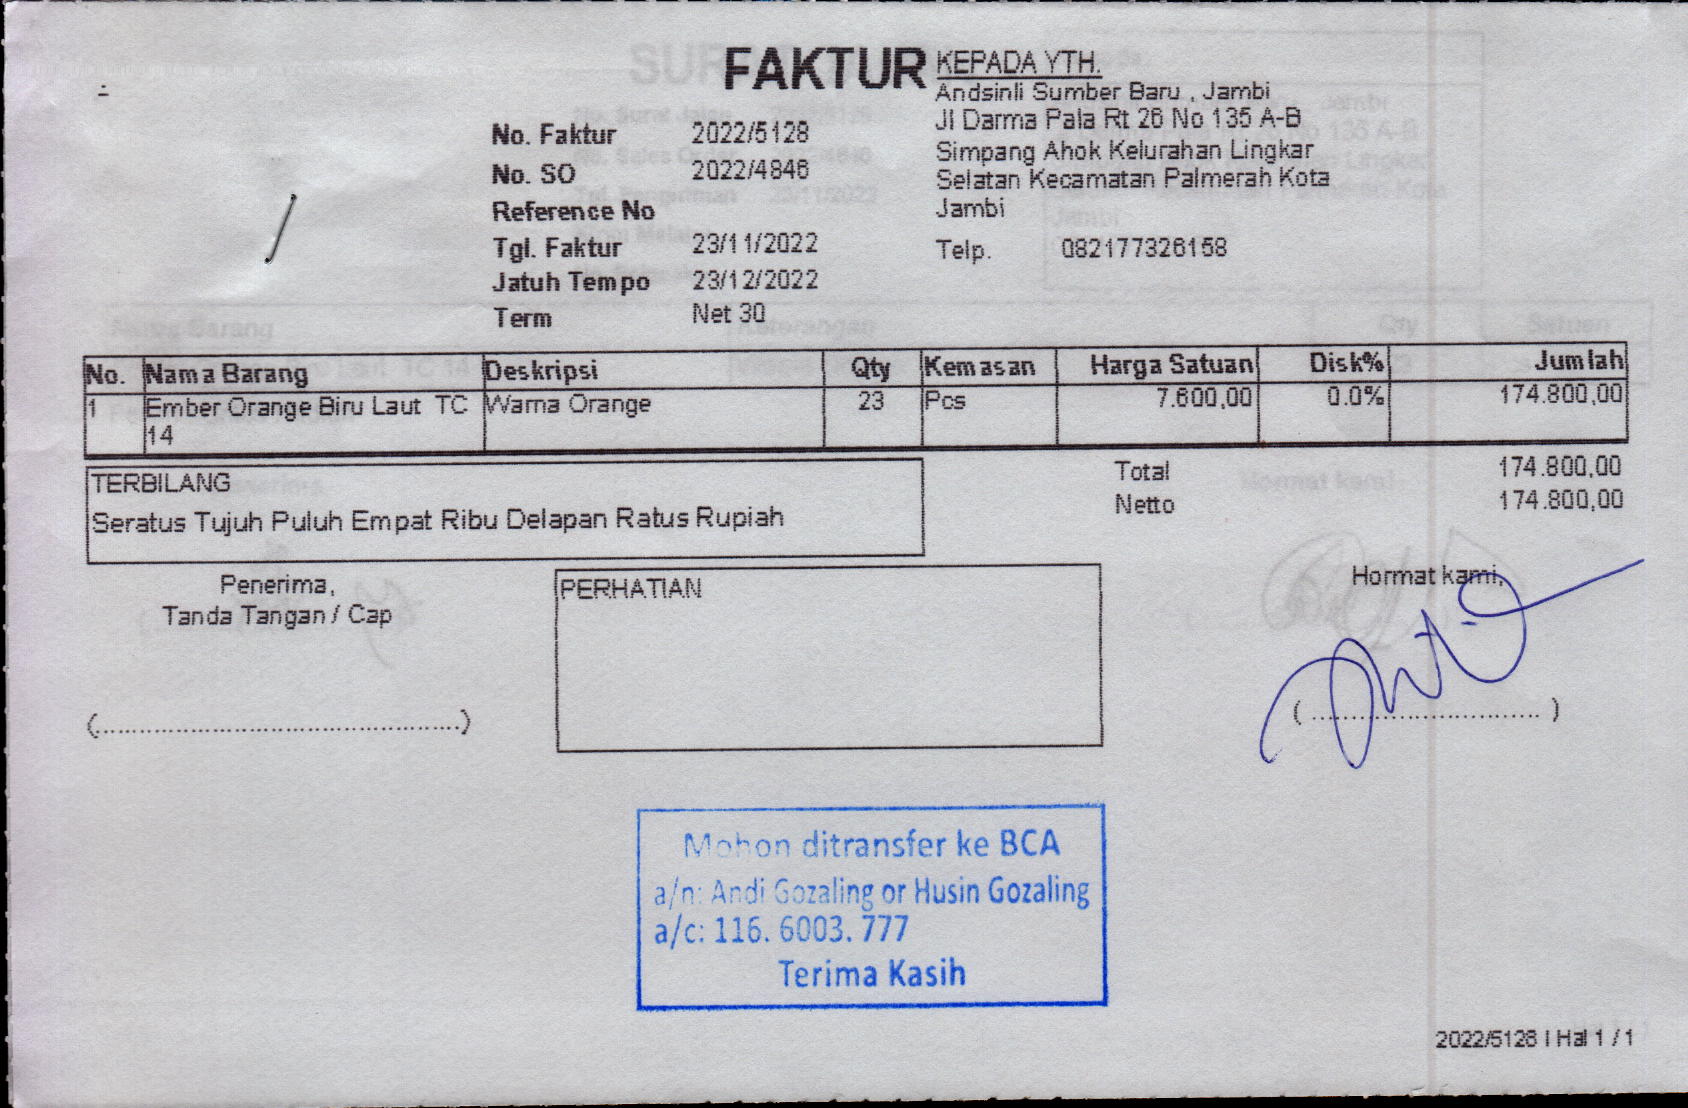 FAKTUR
KEPADA YTH.
Andsinli Sumber Baru , Jambi
Jl Darma Pala Rt 26 No 135 A-B
Simpang Ahok Kelurahan Lingkar
Selatan Kecamatan Palmerah Kota
Jambi
Telp. 082177326158
No. Faktur 2022/5128
No. SO 2022/4846
Reference No
Tgl. Faktur 23/11/2022
Jatuh Tempo 23/12/2022
Term Net 30
No. Nama Barang Deskripsi Qty Kemasan Harga Satuan Disk% Jumlah
1 Ember Orange Biru Laut TC Warna Orange 23 Pcs 7.600,00 0.0% 174.800,00
14
Total 174.800,00
Netto 174.800,00
TERBILANG
Seratus Tujuh Puluh Empat Ribu Delapan Ratus Rupiah
Penerima,
Tanda Tangan / Cap
(................................................)
PERHATIAN
Hormat kami,
( ............................. )
Mohon ditransfer ke BCA
a/n: Andi Gozaling or Husin Gozaling
a/c: 116. 6003. 777
Terima Kasih
2022/5128 | Hal 1 / 1